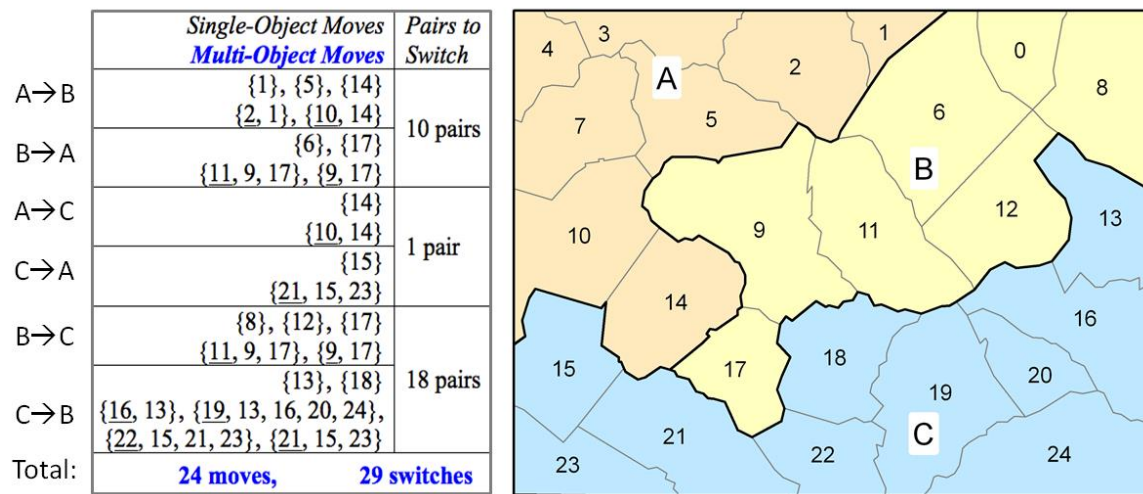 Single-Object Moves Pairs to
Multi-Object Moves Switch
A→B
{1}, {5}, {14}
{2, 1}, {10, 14}
10 pairs
B→A
{6}, {17}
{11, 9, 17}, {9, 17}
A→C
{14}
{10, 14}
1 pair
C→A
{15}
{21, 15, 23}
B→C
{8}, {12}, {17}
{11, 9, 17}, {9, 17}
18 pairs
C→B
{13}, {18}
{16, 13}, {19, 13, 16, 20, 24},
{22, 15, 21, 23}, {21, 15, 23}
Total: 24 moves, 29 switches
3
1
0
4
A
2
8
6
7
5
B
12
13
10
9
11
14
16
15
17
18
20
19
21
C
22
24
23